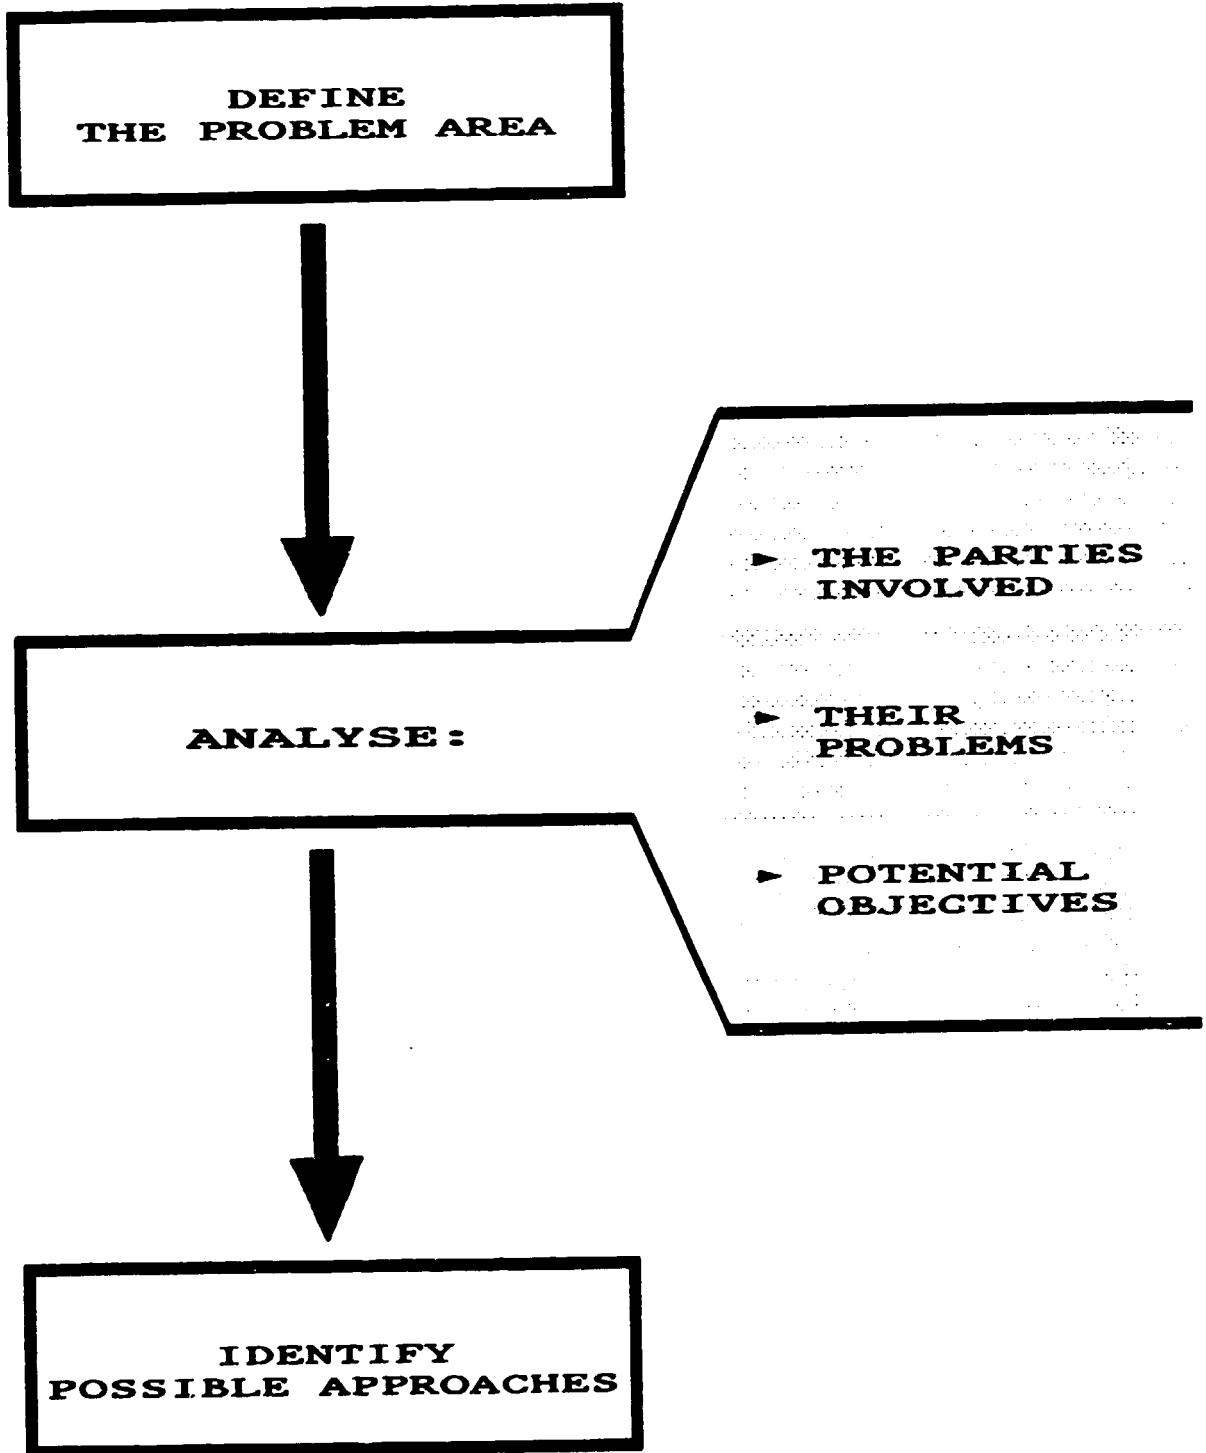 DEFINE
THE PROBLEM AREA
ANALYSE:
► THE PARTIES
INVOLVED
► THEIR
PROBLEMS
► POTENTIAL
OBJECTIVES
IDENTIFY
POSSIBLE APPROACHES